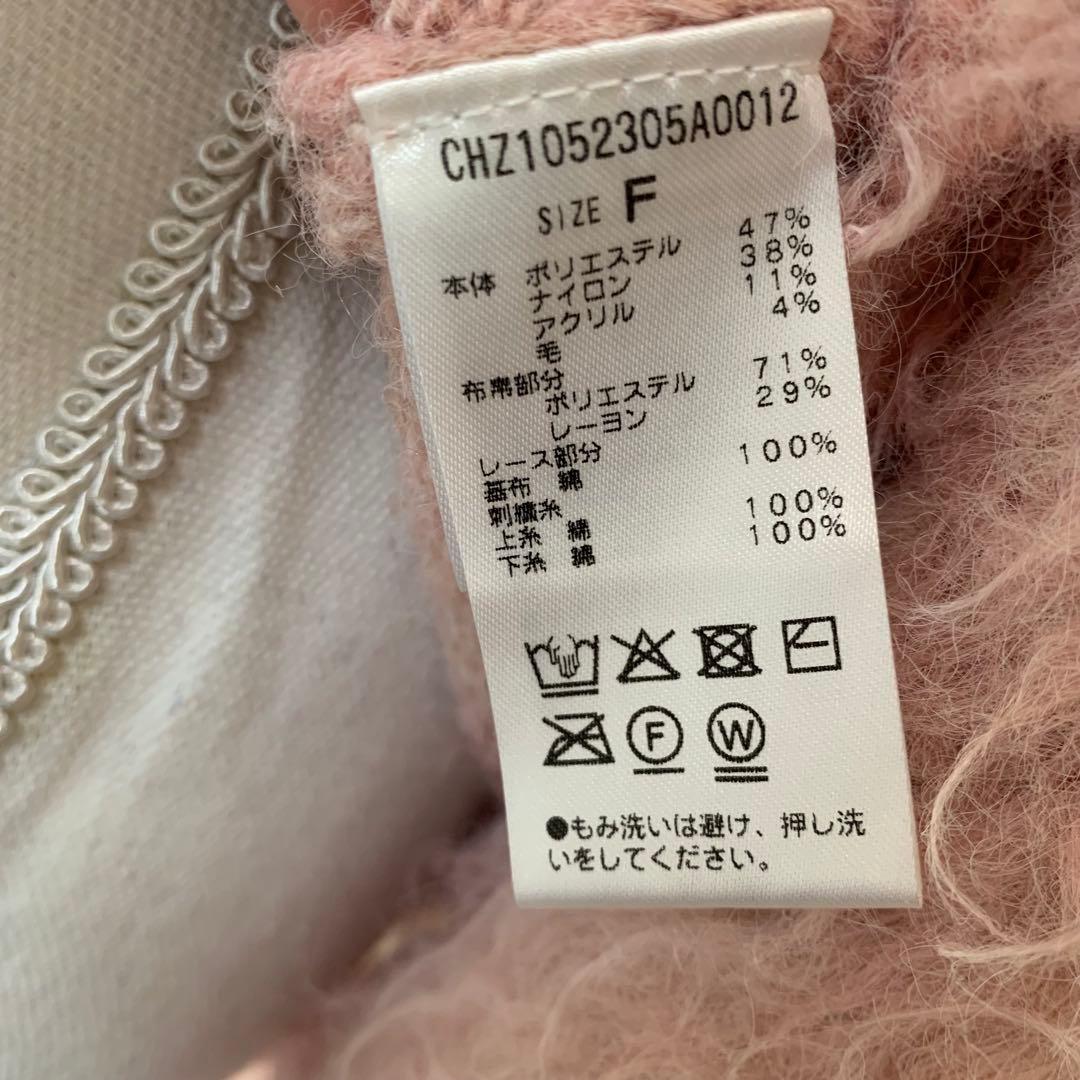 CHZ1052305A0012
SIZE F
本体 ポリエステル 47%
ナイロン 38%
アクリル 11%
毛 4%
布帛部分
ポリエステル 71%
レーヨン 29%
レース部分
基布 綿 100%
刺繍糸
上糸 綿 100%
下糸 綿 100%
F W
●もみ洗いは避け、押し洗
いをしてください。